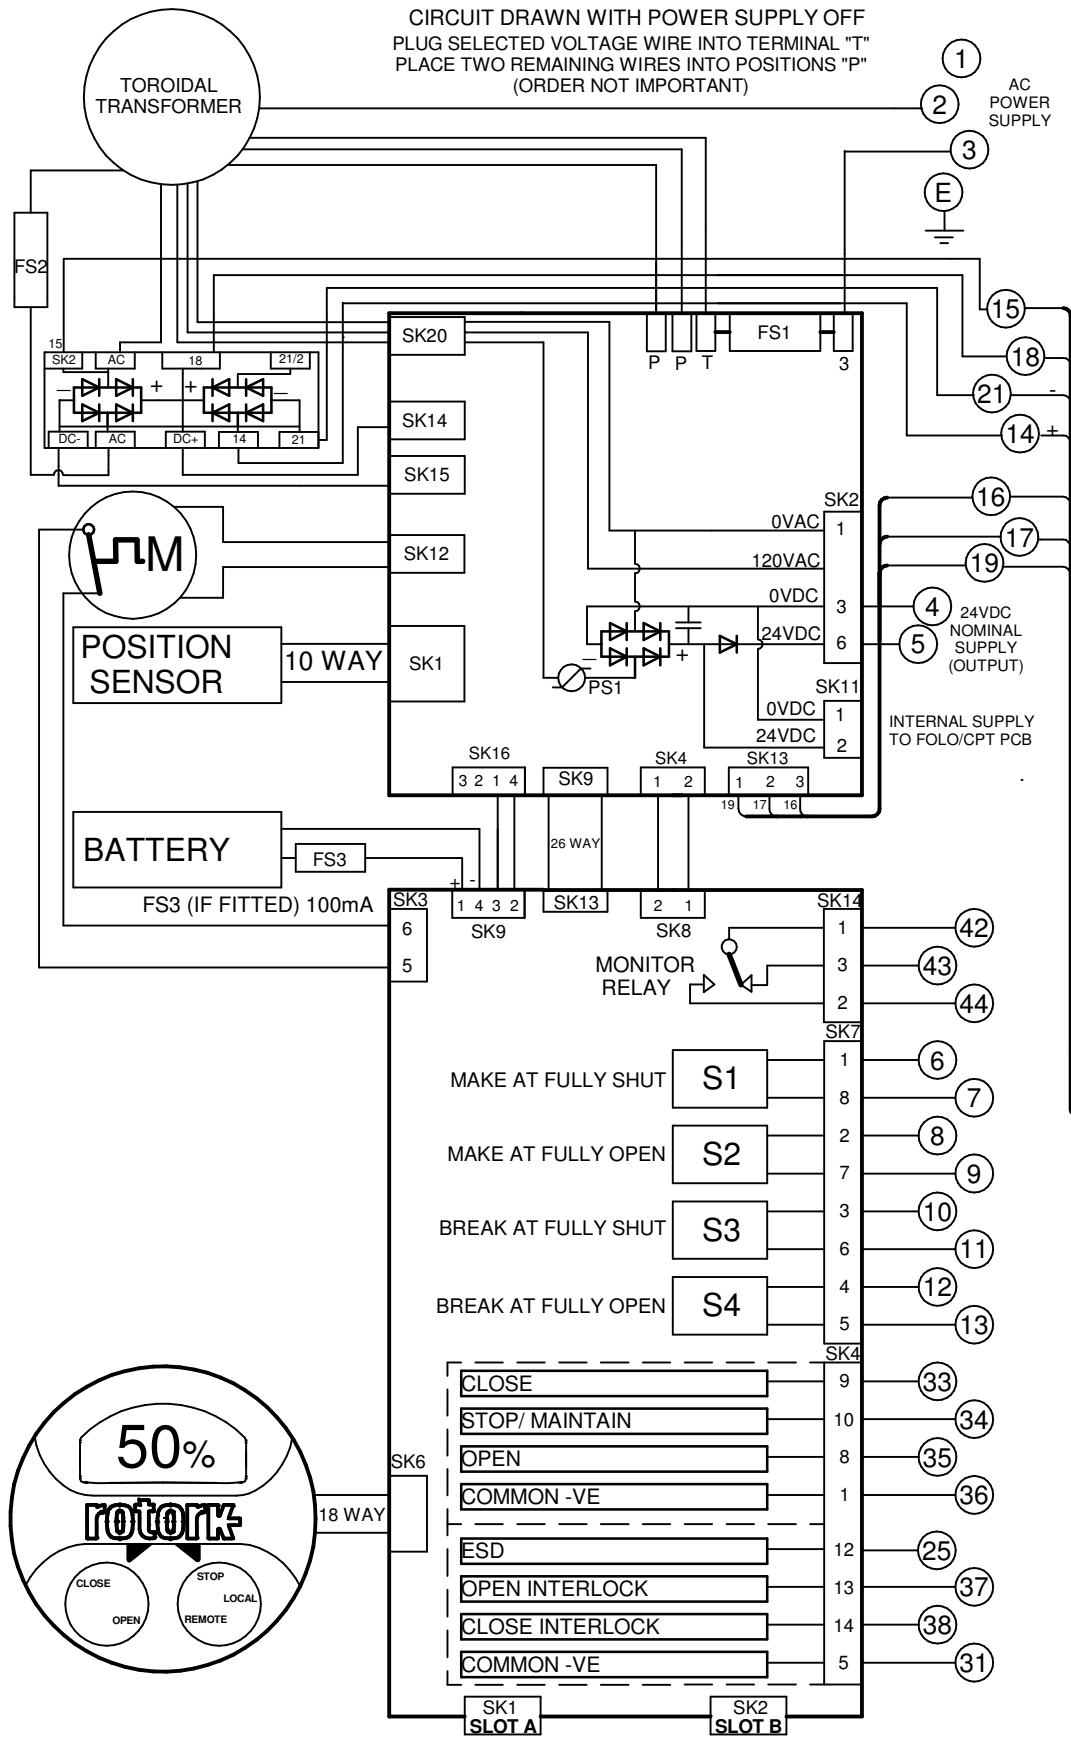 CIRCUIT DRAWN WITH POWER SUPPLY OFF
PLUG SELECTED VOLTAGE WIRE INTO TERMINAL "T"
PLACE TWO REMAINING WIRES INTO POSITIONS "P"
(ORDER NOT IMPORTANT)
TOROIDAL
TRANSFORMER
1
2
3
E
AC
POWER
SUPPLY
FS2
15
SK2
AC
18
21/2
–
+
+
–
DC-
AC
DC+
14
21
SK20
SK14
SK15
SK12
SK1
P
P
T
FS1
3
15
18
21
-
14
+
16
17
19
M
POSITION
SENSOR
10 WAY
SK2
0VAC
1
120VAC
0VDC
3
4
24VDC
6
5
24VDC
NOMINAL
SUPPLY
(OUTPUT)
–
+
PS1
SK11
0VDC
1
24VDC
2
INTERNAL SUPPLY
TO FOLO/CPT PCB
SK16
3 2 1 4
SK9
SK4
1 2
SK13
1 2 3
19 17 16
BATTERY
FS3
26 WAY
+ -
FS3 (IF FITTED) 100mA
SK3
6
5
1 4 3 2
SK9
SK13
2 1
SK8
SK14
MONITOR
RELAY
1
42
3
43
2
44
SK7
MAKE AT FULLY SHUT
S1
1
6
8
7
MAKE AT FULLY OPEN
S2
2
8
7
9
BREAK AT FULLY SHUT
S3
3
10
6
11
BREAK AT FULLY OPEN
S4
4
12
5
13
SK4
CLOSE
9
33
STOP/ MAINTAIN
10
34
OPEN
8
35
COMMON -VE
1
36
ESD
12
25
OPEN INTERLOCK
13
37
CLOSE INTERLOCK
14
38
COMMON -VE
5
31
50%
rotork
CLOSE
OPEN
STOP
LOCAL
REMOTE
18 WAY
SK6
SK1
SLOT A
SK2
SLOT B